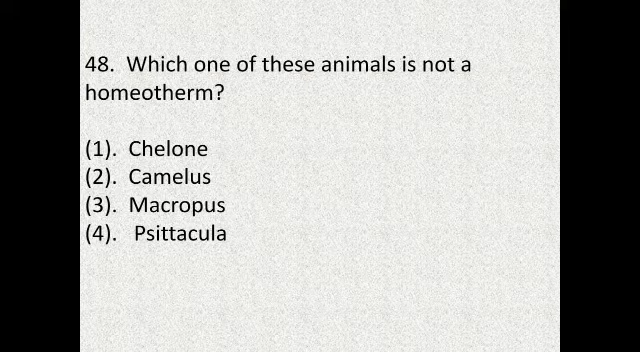 48.  Which one of these animals is not a
homeotherm?
(1).  Chelone
(2).  Camelus
(3).  Macropus
(4).   Psittacula